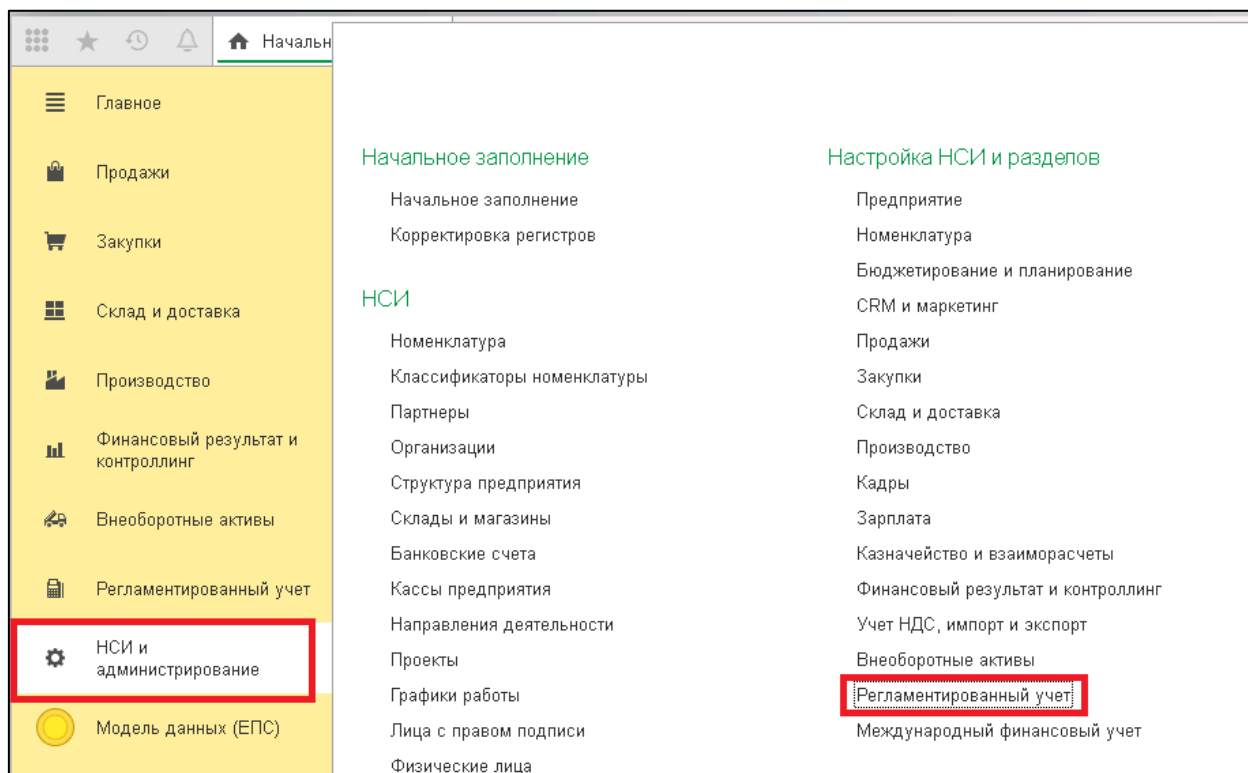 Начальн
Главное
Продажи
Закупки
Склад и доставка
Производство
Финансовый результат и
контроллинг
Внеоборотные активы
Регламентированный учет
НСИ и
администрирование
Модель данных (ЕПС)
Начальное заполнение
Начальное заполнение
Корректировка регистров
НСИ
Номенклатура
Классификаторы номенклатуры
Партнеры
Организации
Структура предприятия
Склады и магазины
Банковские счета
Кассы предприятия
Направления деятельности
Проекты
Графики работы
Лица с правом подписи
Физические лица
Настройка НСИ и разделов
Предприятие
Номенклатура
Бюджетирование и планирование
CRM и маркетинг
Продажи
Закупки
Склад и доставка
Производство
Кадры
Зарплата
Казначейство и взаиморасчеты
Финансовый результат и контроллинг
Учет НДС, импорт и экспорт
Внеоборотные активы
Регламентированный учет
Международный финансовый учет